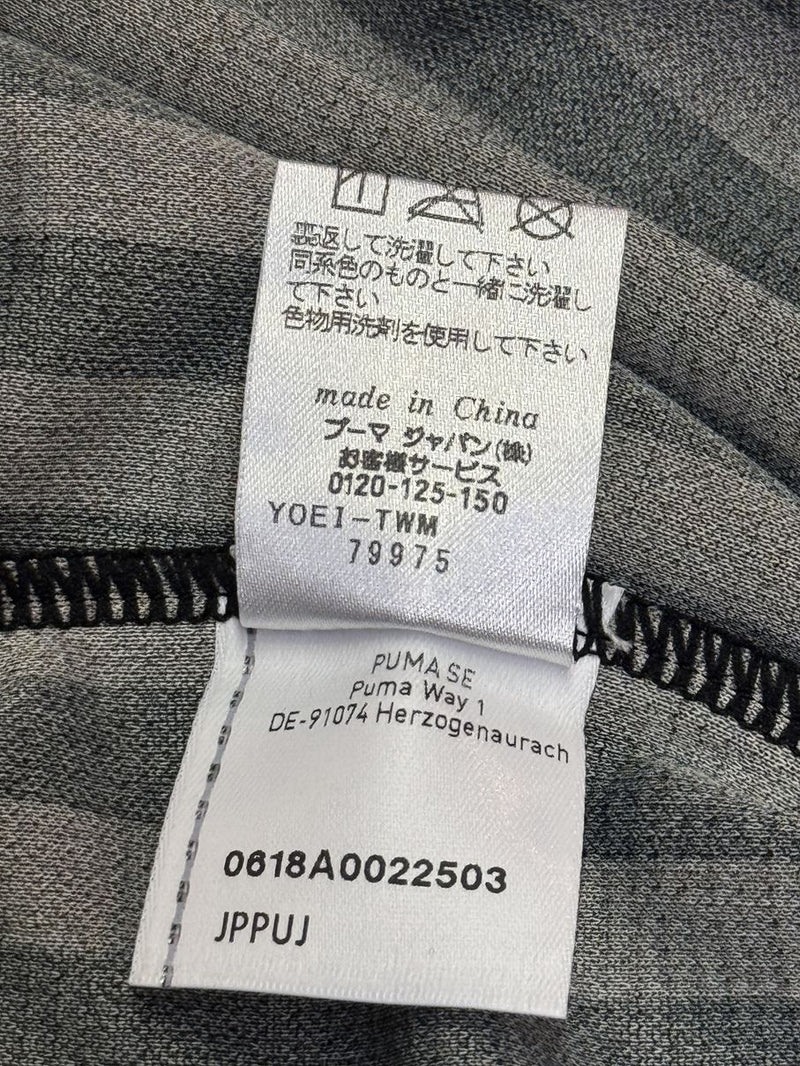 裏返して洗濯して下さい
同系色のものと一緒に洗濯し
て下さい
色物用洗剤を使用して下さい
made in China
プーマ ジャパン(株)
お客様サービス
0120-125-150
YOEI-TWM
79975
PUMA SE
Puma Way 1
DE-91074 Herzogenaurach
0618A0022503
JPPUJ